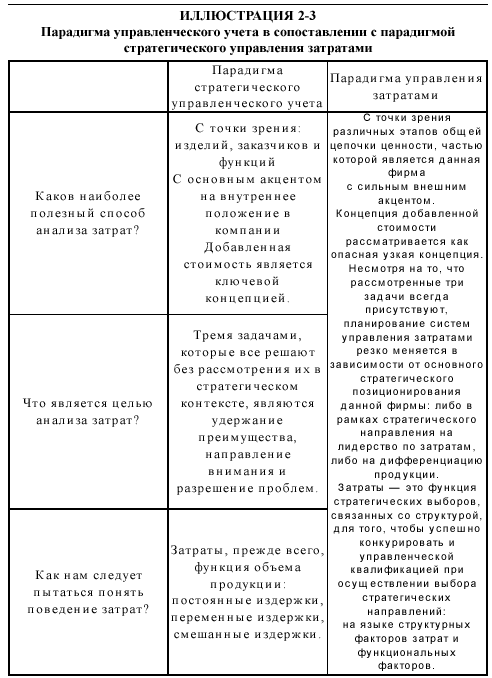 ИЛЛЮСТРАЦИЯ 2-3
Парадигма управленческого учета в сопоставлении с парадигмой
стратегического управления затратами
Парадигма
стратегического
управленческого учета
Парадигма управления
затратами
Каков наиболее
полезный способ
анализа затрат?
С точки зрения:
изделий, заказчиков и
функций
С основным акцентом
на внутреннее
положение в
компании
Добавленная
стоимость является
ключевой
концепцией.
С точки зрения
различных этапов общей
цепочки ценности, частью
которой является данная
фирма
с сильным внешним
акцентом.
Концепция добавленной
стоимости
рассматривается как
опасная узкая концепция.
Несмотря на то, что
рассмотренные три
задачи всегда
присутствуют,
планирование систем
управления затратами
резко меняется в
зависимости от основного
стратегического
позиционирования
данной фирмы: либо в
рамках стратегического
направления на
лидерство по затратам,
либо на дифференциацию
продукции.
Затраты — это функция
стратегических выборов,
связанных со структурой,
для того, чтобы успешно
конкурировать и
управленческой
квалификацией при
осуществлении выбора
стратегических
направлений:
на языке структурных
факторов затрат и
функциональных
факторов.
Что является целью
анализа затрат?
Тремя задачами,
которые все решают
без рассмотрения их в
стратегическом
контексте, являются
удержание
преимущества,
направление
внимания и
разрешение проблем.
Как нам следует
пытаться понять
поведение затрат?
Затраты, прежде всего,
функция объема
продукции:
постоянные издержки,
переменные издержки,
смешанные издержки.